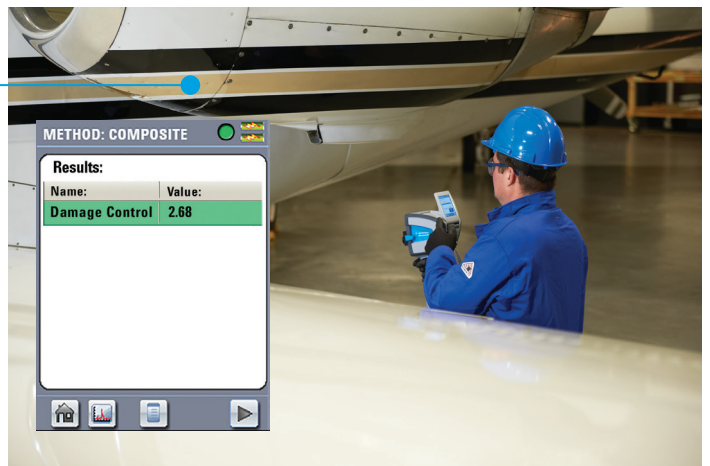 METHOD: COMPOSITE
Results:
Name: Value:
Damage Control 2.68